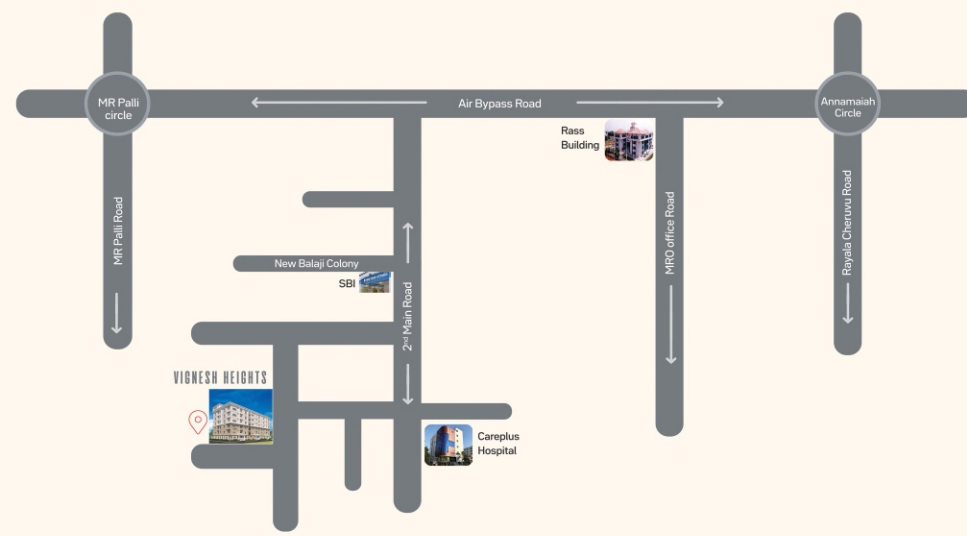 MR Palli
circle
Air Bypass Road
Annamaiah
Circle
Rass
Building
MR Palli Road
MRO office Road
Rayala Cheruvu Road
New Balaji Colony
SBI
2nd Main Road
VIGNESH HEIGHTS
Careplus
Hospital